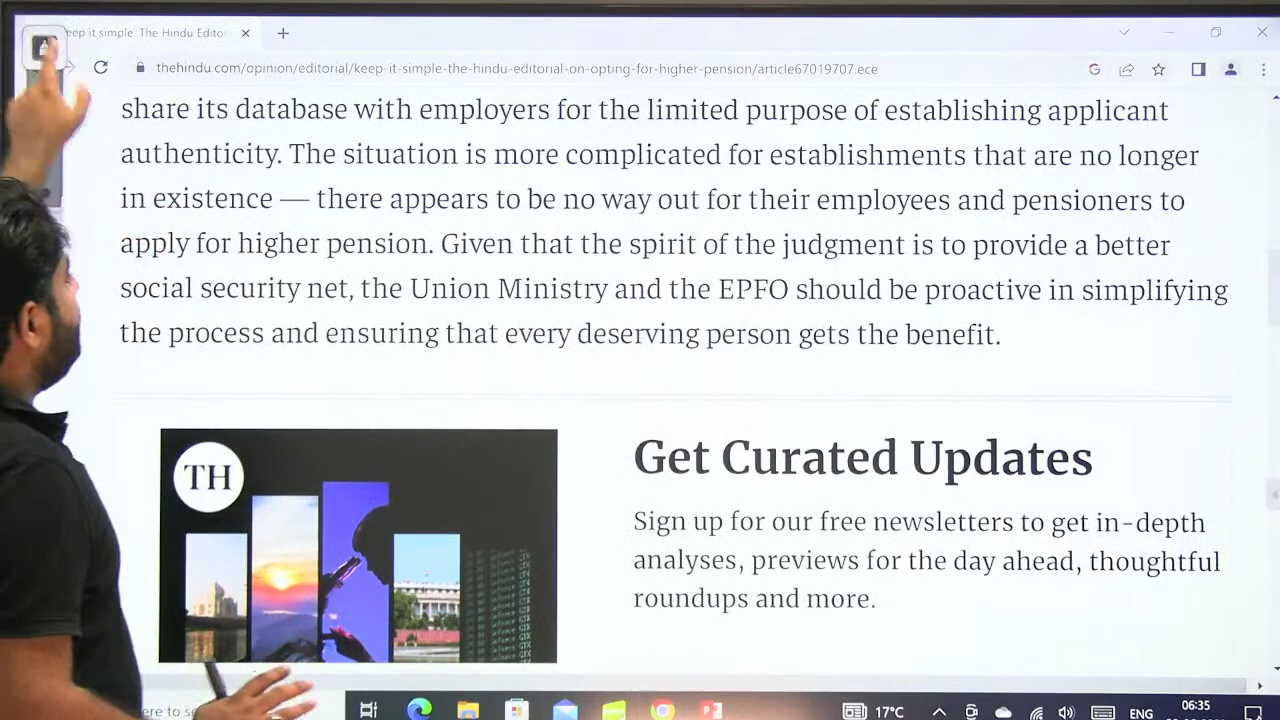 eep it simple. The Hindu Edito
thehindu.com/opinion/editorial/keep-it-simple-the-hindu-editorial-on-opting-for-higher-pension/article67019707.ece
share its database with employers for the limited purpose of establishing applicant
authenticity. The situation is more complicated for establishments that are no longer
in existence — there appears to be no way out for their employees and pensioners to
apply for higher pension. Given that the spirit of the judgment is to provide a better
social security net, the Union Ministry and the EPFO should be proactive in simplifying
the process and ensuring that every deserving person gets the benefit.
TH
Get Curated Updates
Sign up for our free newsletters to get in-depth
analyses, previews for the day ahead, thoughtful
roundups and more.
ere to se
17°C
ENG
06:35